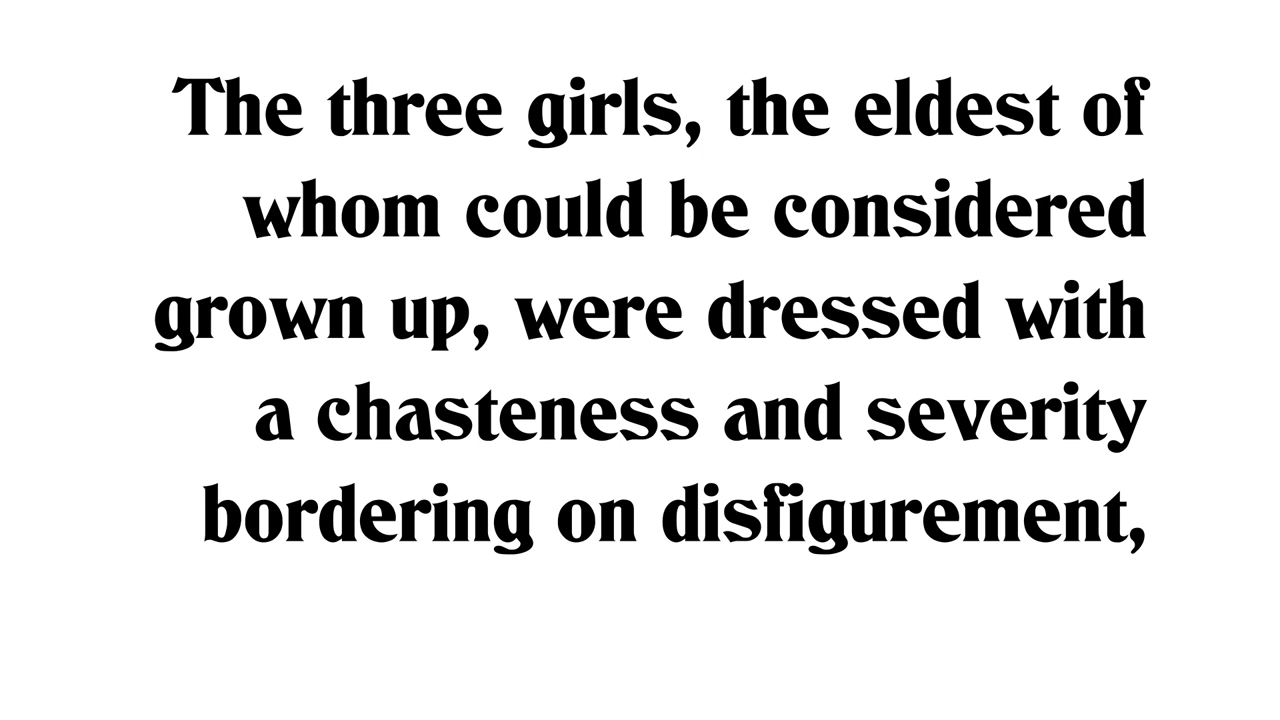 The three girls, the eldest of
whom could be considered
grown up, were dressed with
a chasteness and severity
bordering on disfigurement,